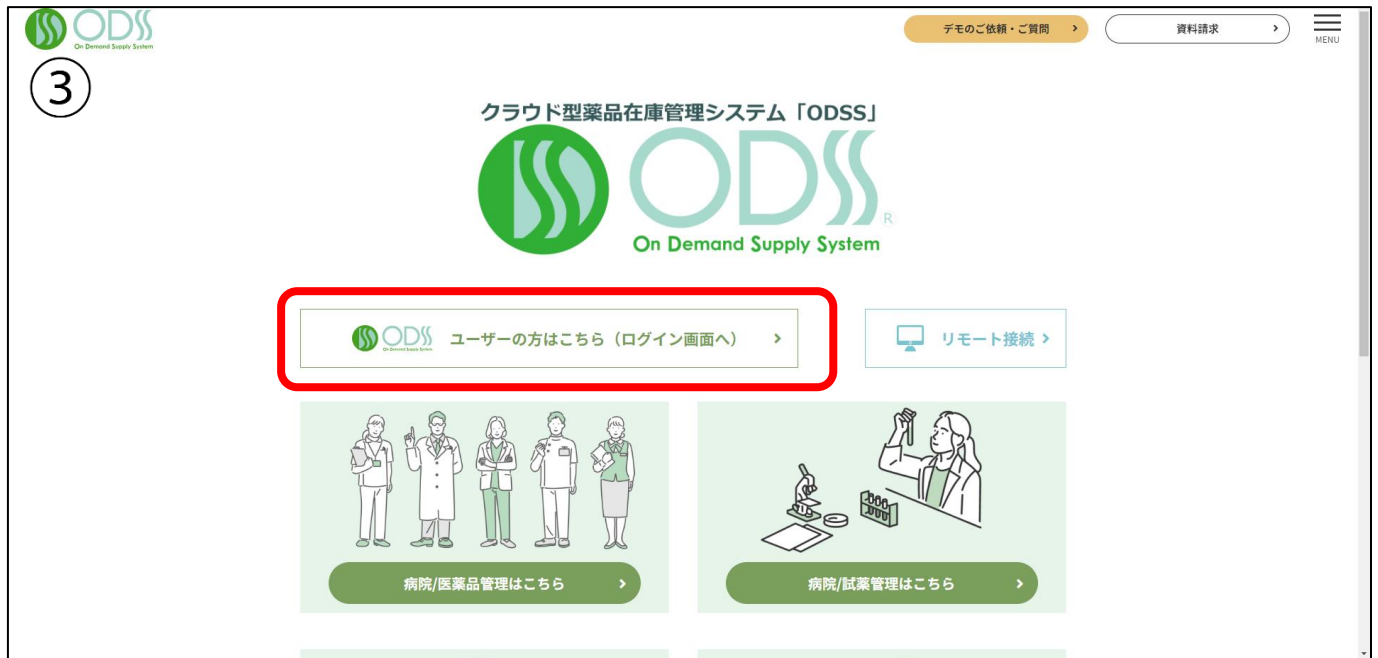 ODSS
On Demand Supply System
デモのご依頼・ご質問
資料請求
MENU
③
クラウド型薬品在庫管理システム「ODSS」
ODSS
R
On Demand Supply System
ODSS
On Demand Supply System
ユーザーの方はこちら（ログイン画面へ）
リモート接続
病院/医薬品管理はこちら
病院/試薬管理はこちら